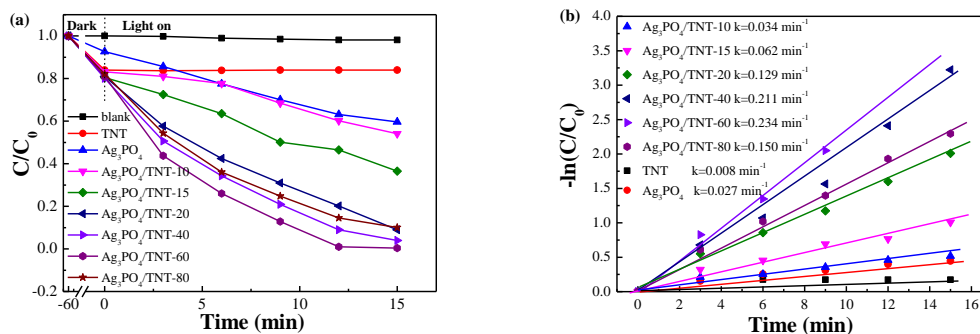 (a)
Dark
Light on
1.0
0.8
0.6
0.4
0.2
0.0
-0.2
C/C₀
blank
TNT
Ag₃PO₄
Ag₃PO₄/TNT-10
Ag₃PO₄/TNT-15
Ag₃PO₄/TNT-20
Ag₃PO₄/TNT-40
Ag₃PO₄/TNT-60
Ag₃PO₄/TNT-80
-60 0 5 10 15
Time (min)
(b)
-1.0
3.5
3.0
2.5
2.0
1.5
1.0
0.5
0.0
-ln(C/C₀)
Ag₃PO₄/TNT-10 k=0.034 min⁻¹
Ag₃PO₄/TNT-15 k=0.062 min⁻¹
Ag₃PO₄/TNT-20 k=0.129 min⁻¹
Ag₃PO₄/TNT-40 k=0.211 min⁻¹
Ag₃PO₄/TNT-60 k=0.234 min⁻¹
Ag₃PO₄/TNT-80 k=0.150 min⁻¹
TNT k=0.008 min⁻¹
Ag₃PO₄ k=0.027 min⁻¹
0 2 4 6 8 10 12 14 16
Time (min)